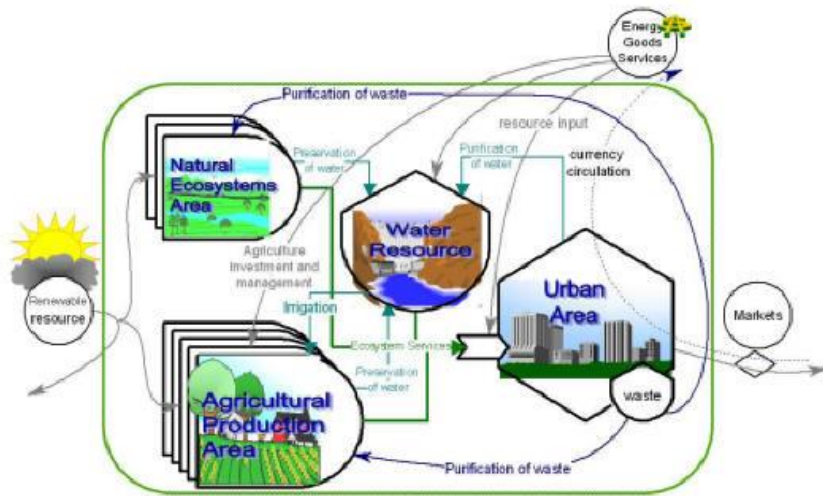 Energy
Goods
Services
Purification of waste
resource input
Natural
Ecosystems
Area
Preservation
of water
Purification
of water
currency
circulation
Water
Resource
Agriculture
investment and
management
Renewable
resource
Irrigation
Urban
Area
Markets
Ecosystem Services
Preservation
of water
Agricultural
Production
Area
waste
Purification of waste